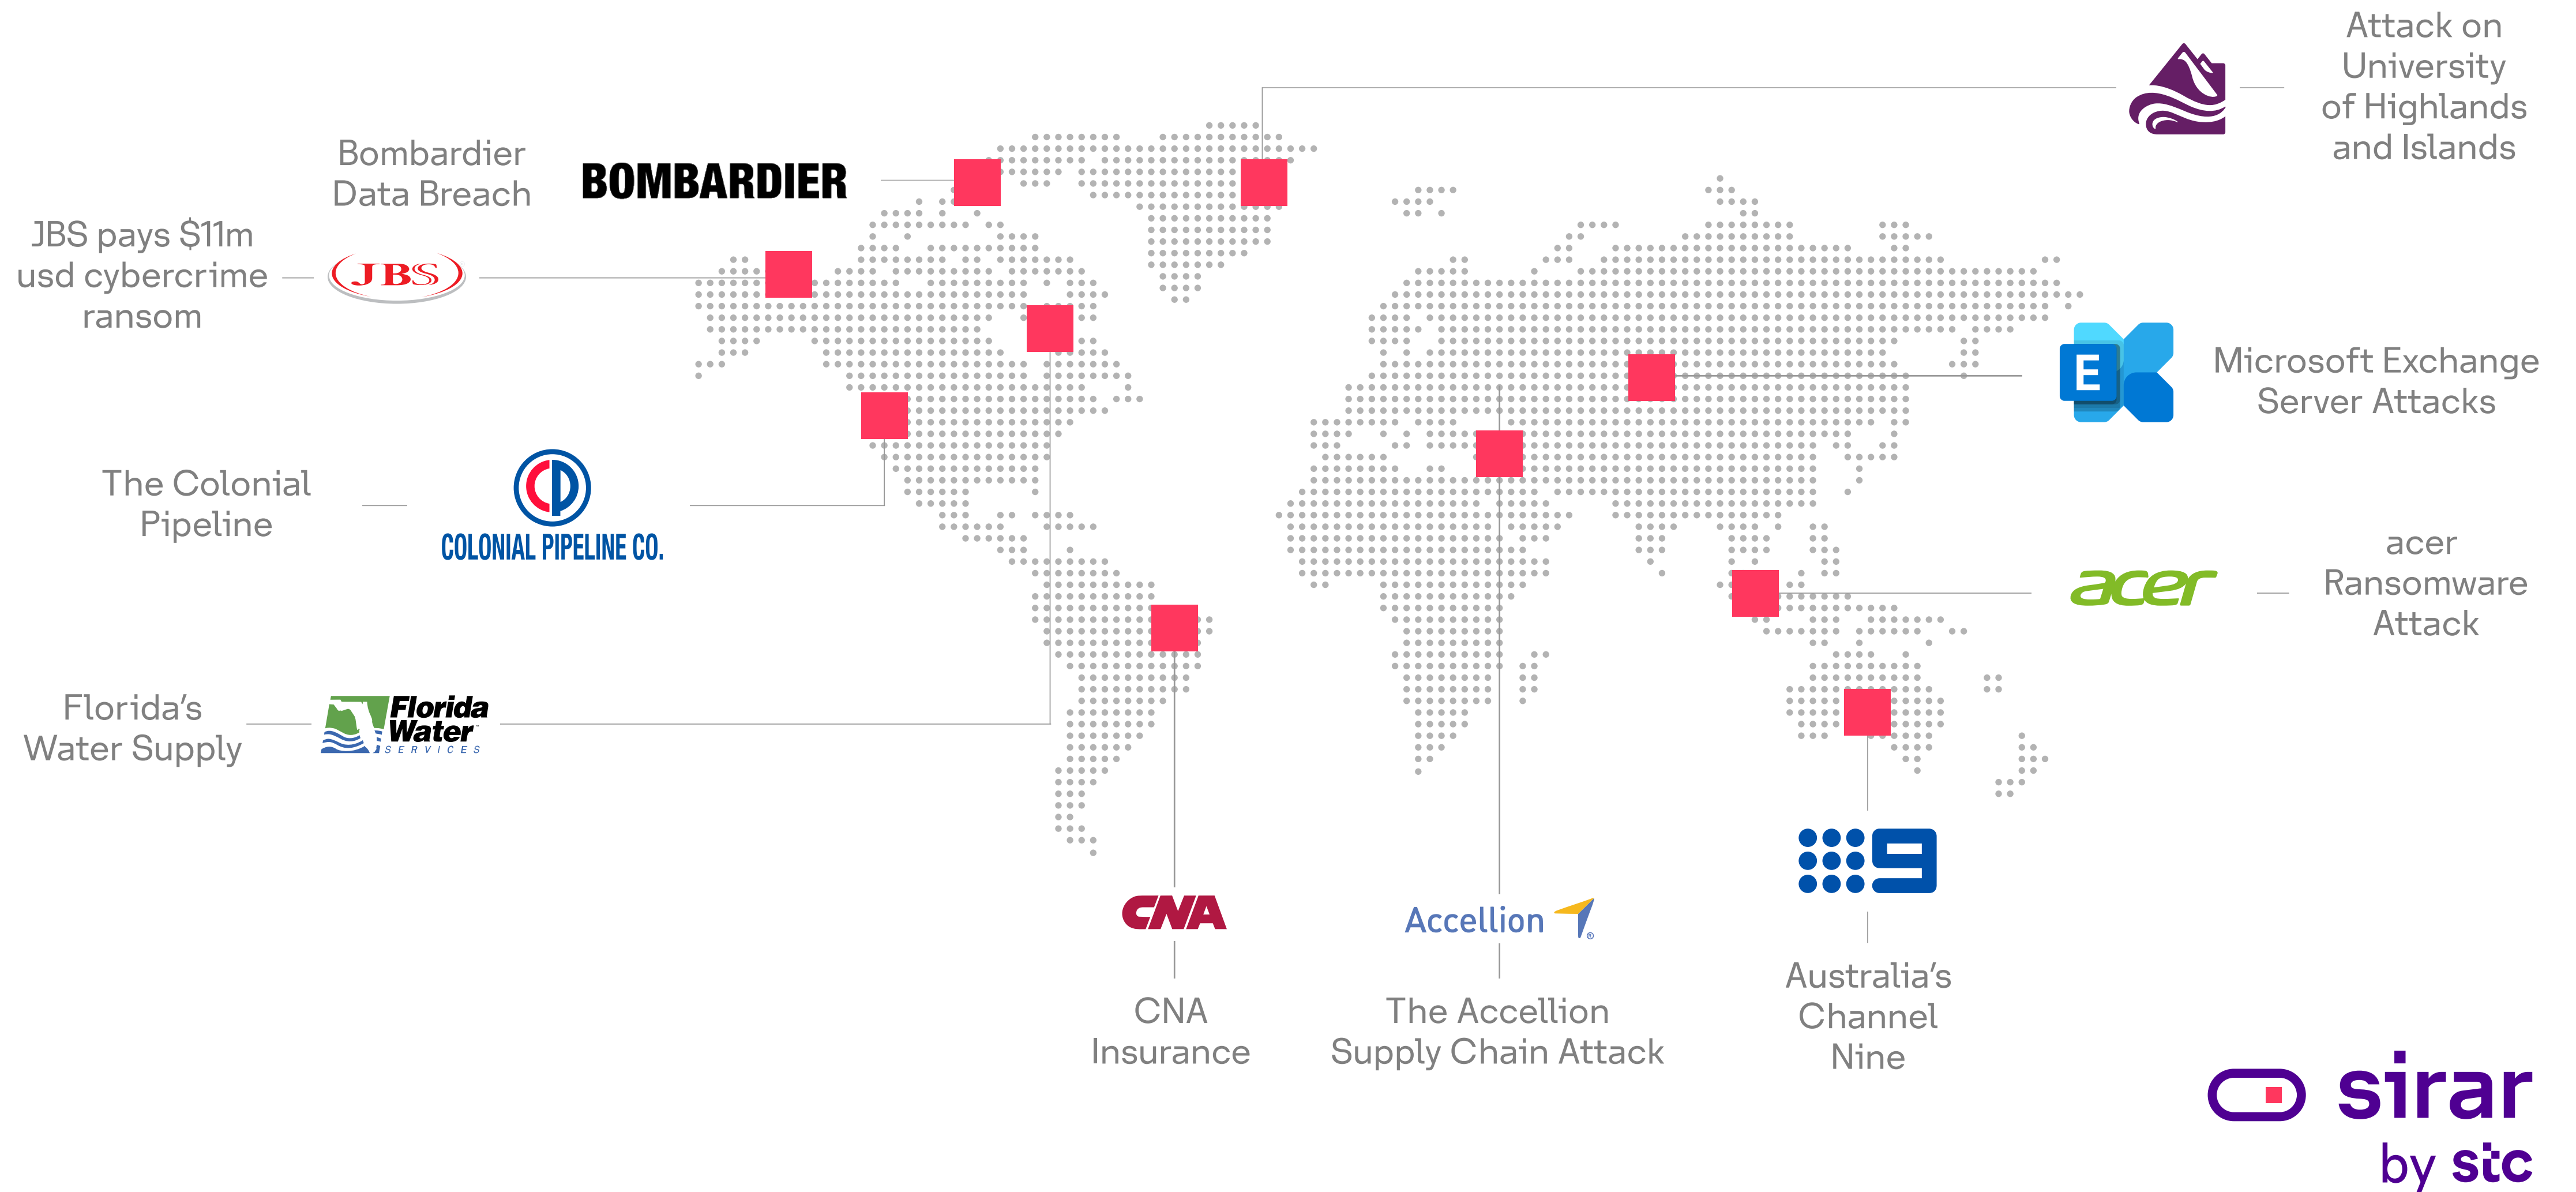 Attack on
University
of Highlands
and Islands
Bombardier
Data Breach
BOMBARDIER
JBS pays $11m
usd cybercrime
ransom
JBS
E
Microsoft Exchange
Server Attacks
The Colonial
Pipeline
CP
COLONIAL PIPELINE CO.
acer
acer
Ransomware
Attack
Florida's
Water Supply
Florida
Water
SERVICES
9
CNA
CNA
Insurance
Accellion
The Accellion
Supply Chain Attack
Australia's
Channel
Nine
sirar
by stc